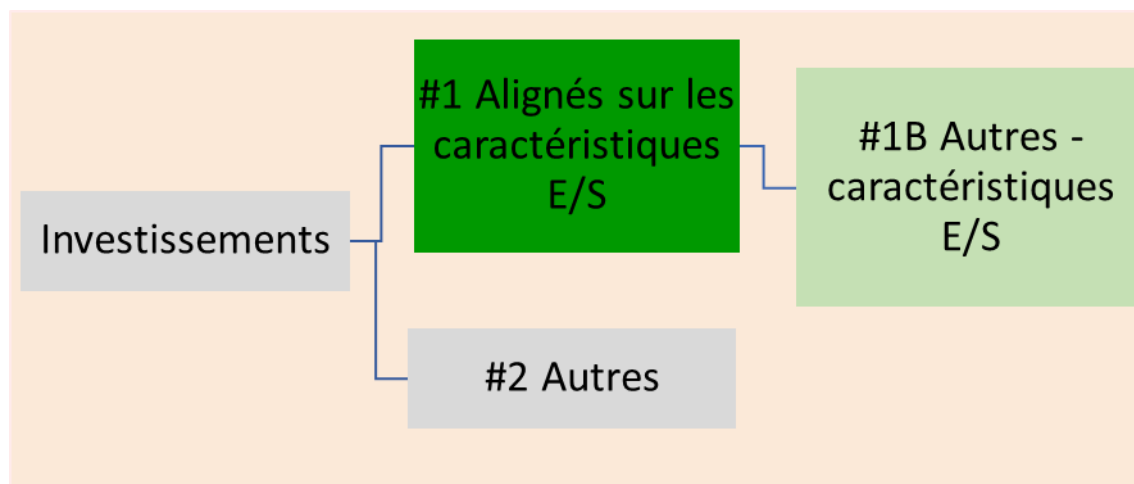 #1 Alignés sur les
caractéristiques
E/S
#1B Autres -
caractéristiques
E/S
Investissements
#2 Autres